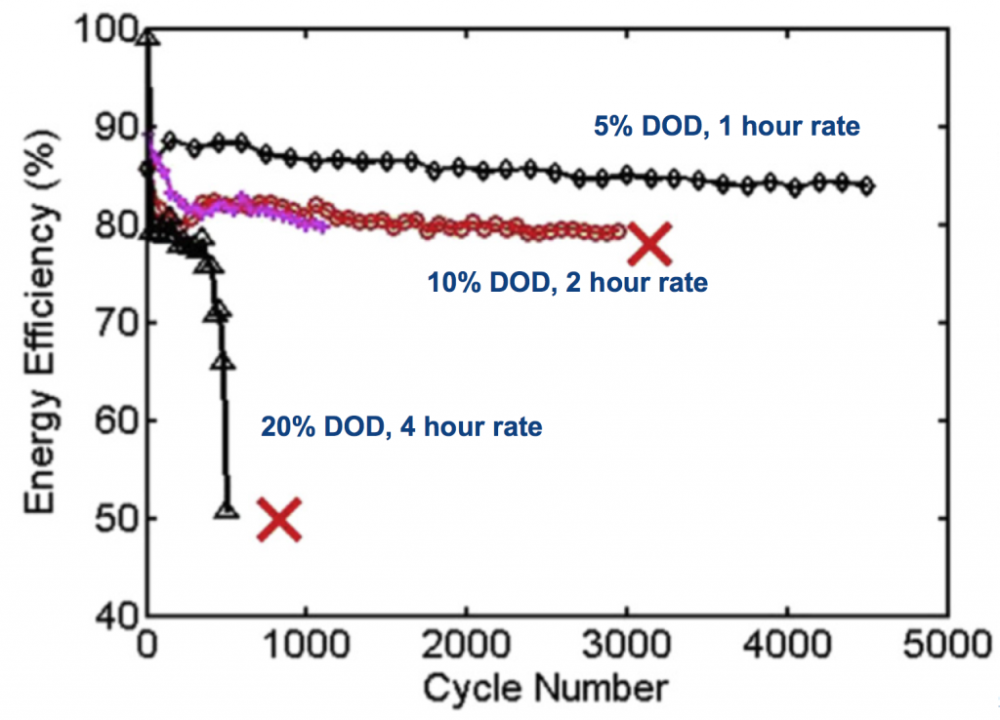 100
90
80
70
60
50
40
Energy Efficiency (%)
5% DOD, 1 hour rate
10% DOD, 2 hour rate
20% DOD, 4 hour rate
0 1000 2000 3000 4000 5000
Cycle Number